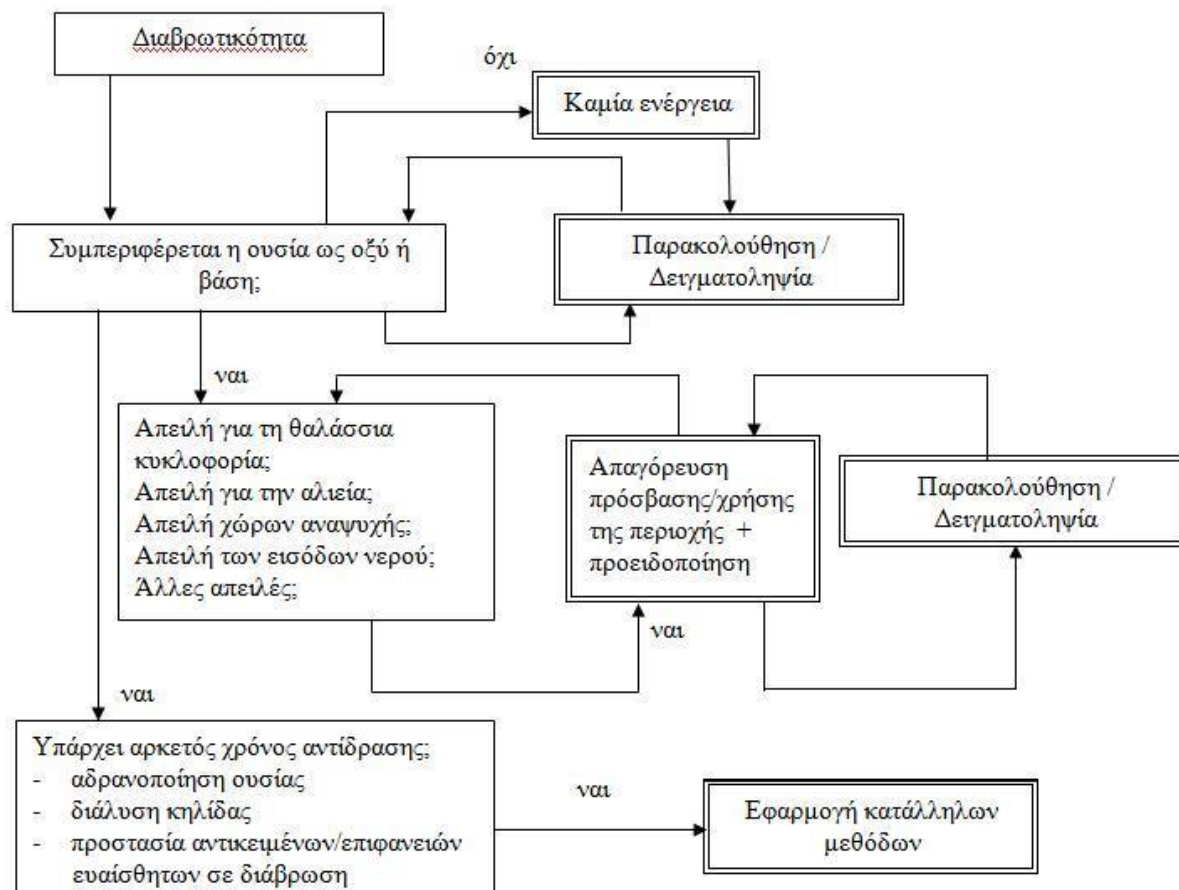 Διαβρωτικότητα
όχι
Καμία ενέργεια
Συμπεριφέρεται η ουσία ως οξύ ή
βάση;
Παρακολούθηση /
Δειγματοληψία
ναι
Απειλή για τη θαλάσσια
κυκλοφορία;
Απειλή για την αλιεία;
Απειλή χώρων αναψυχής;
Απειλή των εισόδων νερού;
Άλλες απειλές;
Απαγόρευση
πρόσβασης/χρήσης
της περιοχής +
προειδοποίηση
Παρακολούθηση /
Δειγματοληψία
ναι
ναι
Υπάρχει αρκετός χρόνος αντίδρασης;
- αδρανοποίηση ουσίας
- διάλυση κηλίδας
- προστασία αντικειμένων/επιφανειών
ευαίσθητων σε διάβρωση
ναι
Εφαρμογή κατάλληλων
μεθόδων